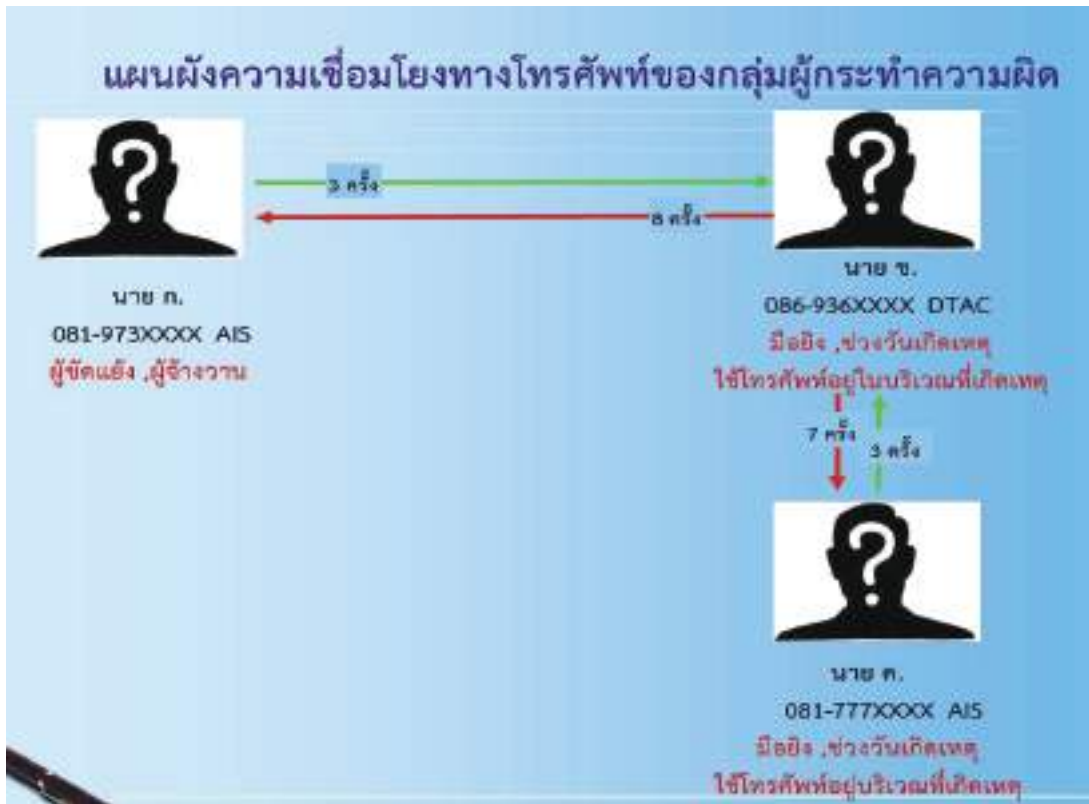 แผนผังความเชื่อมโยงทางโทรศัพท์ของกลุ่มผู้กระทำความผิด
3 ครั้ง
8 ครั้ง
นาย ก.
081-973XXXX AIS
ผู้ขัดแย้ง ,ผู้จ้างวาน
นาย ข.
086-936XXXX DTAC
มือยิง ,ช่วงวันเกิดเหตุ
ใช้โทรศัพท์อยู่ในบริเวณที่เกิดเหตุ
7 ครั้ง
3 ครั้ง
นาย ค.
081-777XXXX AIS
มือยิง ,ช่วงวันเกิดเหตุ
ใช้โทรศัพท์อยู่บริเวณที่เกิดเหตุ